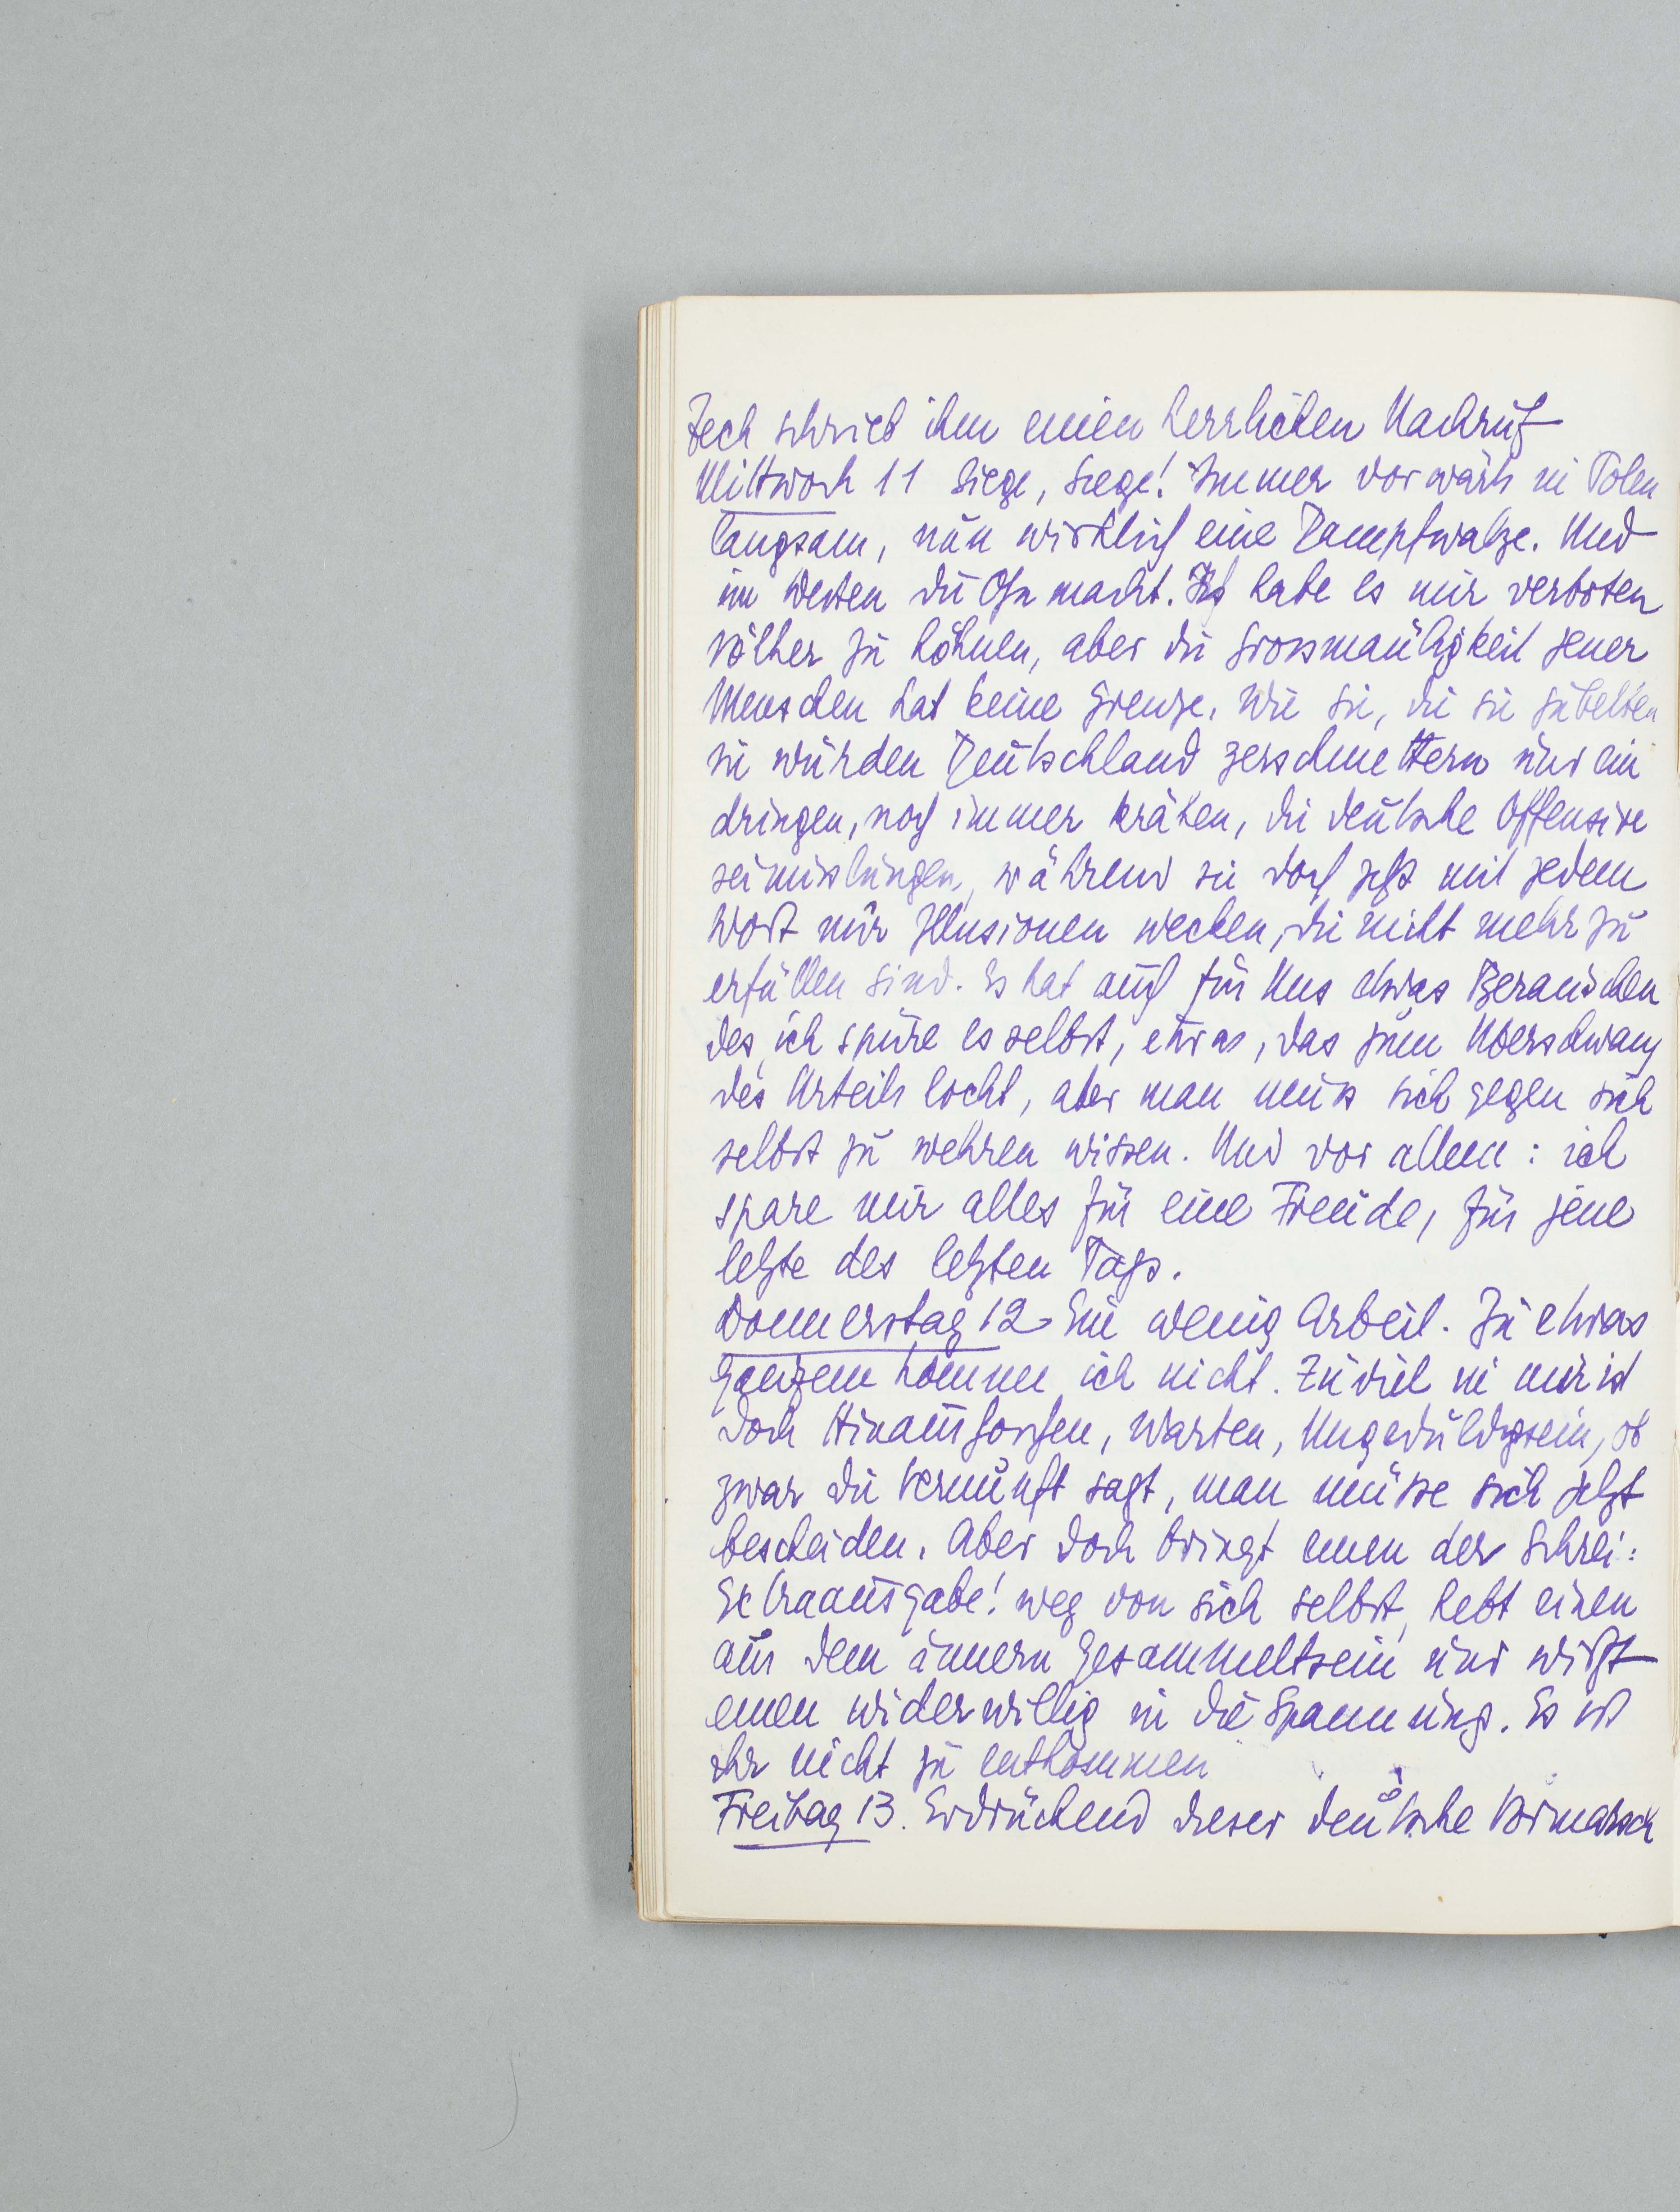 Zech schrieb ihm einen herrlichen Nachruf
Mittwoch 11 Siege, Siege! Immer vorwärts in Polen
langsam, nun wirklich eine Dampfwalze. Und
im Westen die Ohnmacht. Ich habe es mir verboten
Völker zu höhnen, aber die Grossmäuligkeit jener
Menschen hat keine Grenze. Wie sie, die sie jubelten
sie würden Deutschland zerschmettern und ein
dringen, noch immer krähen, die deutsche Offensive
sei misslungen, während sie doch jetzt mit jedem
Wort nur Illusionen wecken, die nicht mehr zu
erfüllen sind. Es hat auch für uns etwas Berauschen
des, ich spüre es selbst, etwas, das zum Überschwang
des Urteils lockt, aber man muss sich gegen sich
selbst zu wehren wissen. Und vor allem: ich
spare mir alles für eine Freude, für jene
letzte des letzten Tags.
Donnerstag 12 Ein wenig Arbeit. Zu etwas
ganzem komme ich nicht. Zuviel in mir ist
doch Hinaushorchen, Warten, Ungeduldigsein, ob
zwar die Vernunft sagt, man müsse sich jetzt
bescheiden. Aber doch bringt einen der Schrei:
Extraausgabe! weg von sich selbst, hebt einen
aus dem innern Gesammeltsein und wirft
einen widerwillig in die Spannung. Es ist
ihr nicht zu entkommen
Freitag 13. Erdrückend dieser deutsche Vormarsch